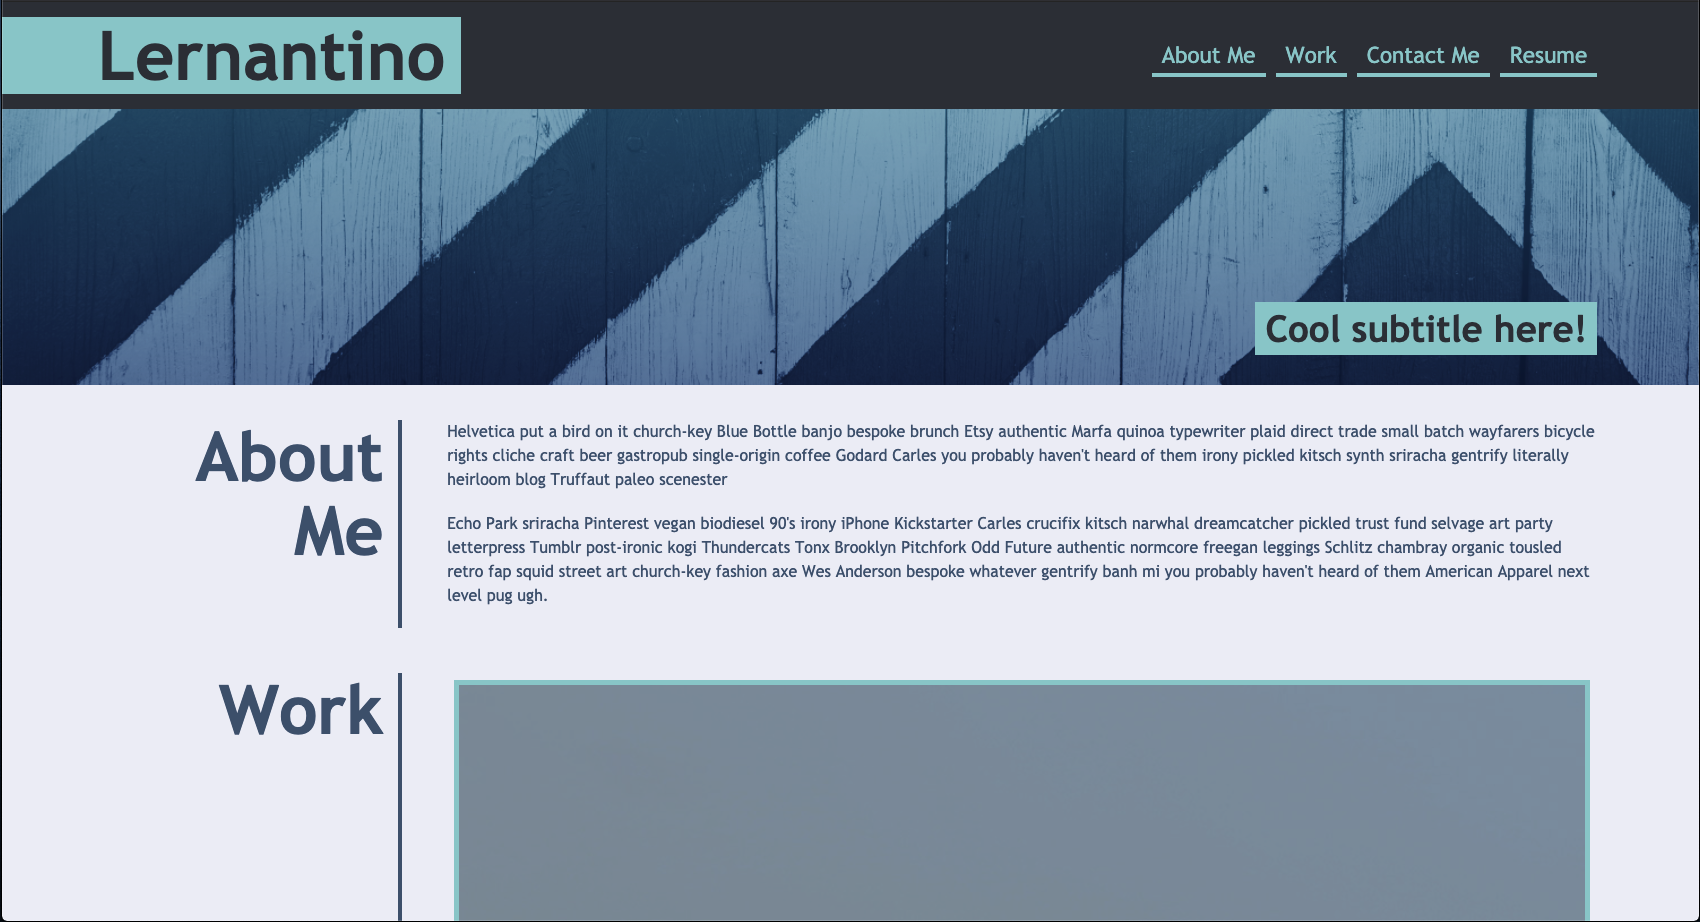 Lernantino
About Me Work Contact Me Resume
Cool subtitle here!
About
Me
Helvetica put a bird on it church-key Blue Bottle banjo bespoke brunch Etsy authentic Marfa quinoa typewriter plaid direct trade small batch wayfarers bicycle
rights cliche craft beer gastropub single-origin coffee Godard Carles you probably haven't heard of them irony pickled kitsch synth sriracha gentrify literally
heirloom blog Truffaut paleo scenester
Echo Park sriracha Pinterest vegan biodiesel 90's irony iPhone Kickstarter Carles crucifix kitsch narwhal dreamcatcher pickled trust fund selvage art party
letterpress Tumblr post-ironic kogi Thundercats Tonx Brooklyn Pitchfork Odd Future authentic normcore freegan leggings Schlitz chambray organic tousled
retro fap squid street art church-key fashion axe Wes Anderson bespoke whatever gentrify banh mi you probably haven't heard of them American Apparel next
level pug ugh.
Work